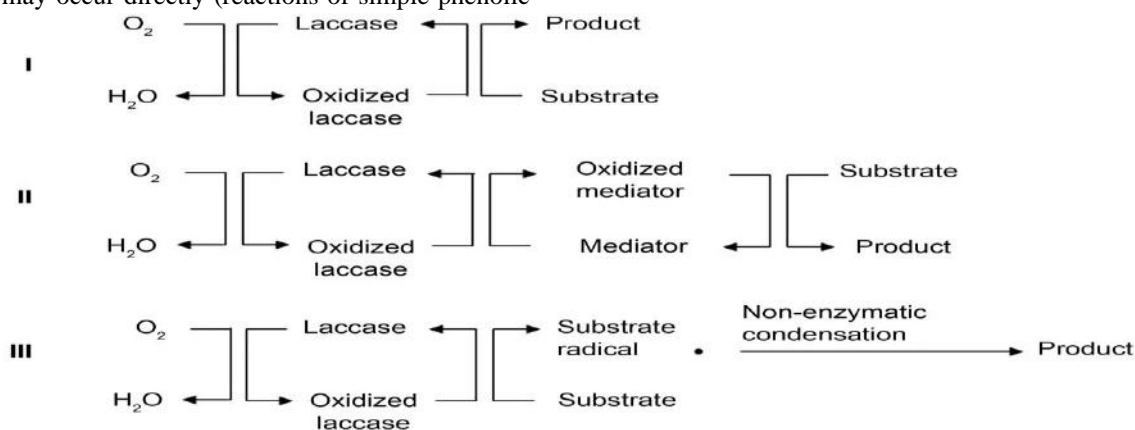 may occur directly (reactions of simple phenolic
O₂ Laccase Product
I
H₂O Oxidized laccase Substrate
O₂ Laccase Oxidized mediator Substrate
II
H₂O Oxidized laccase Mediator Product
O₂ Laccase Substrate radical • Non-enzymatic condensation Product
III
H₂O Oxidized laccase Substrate